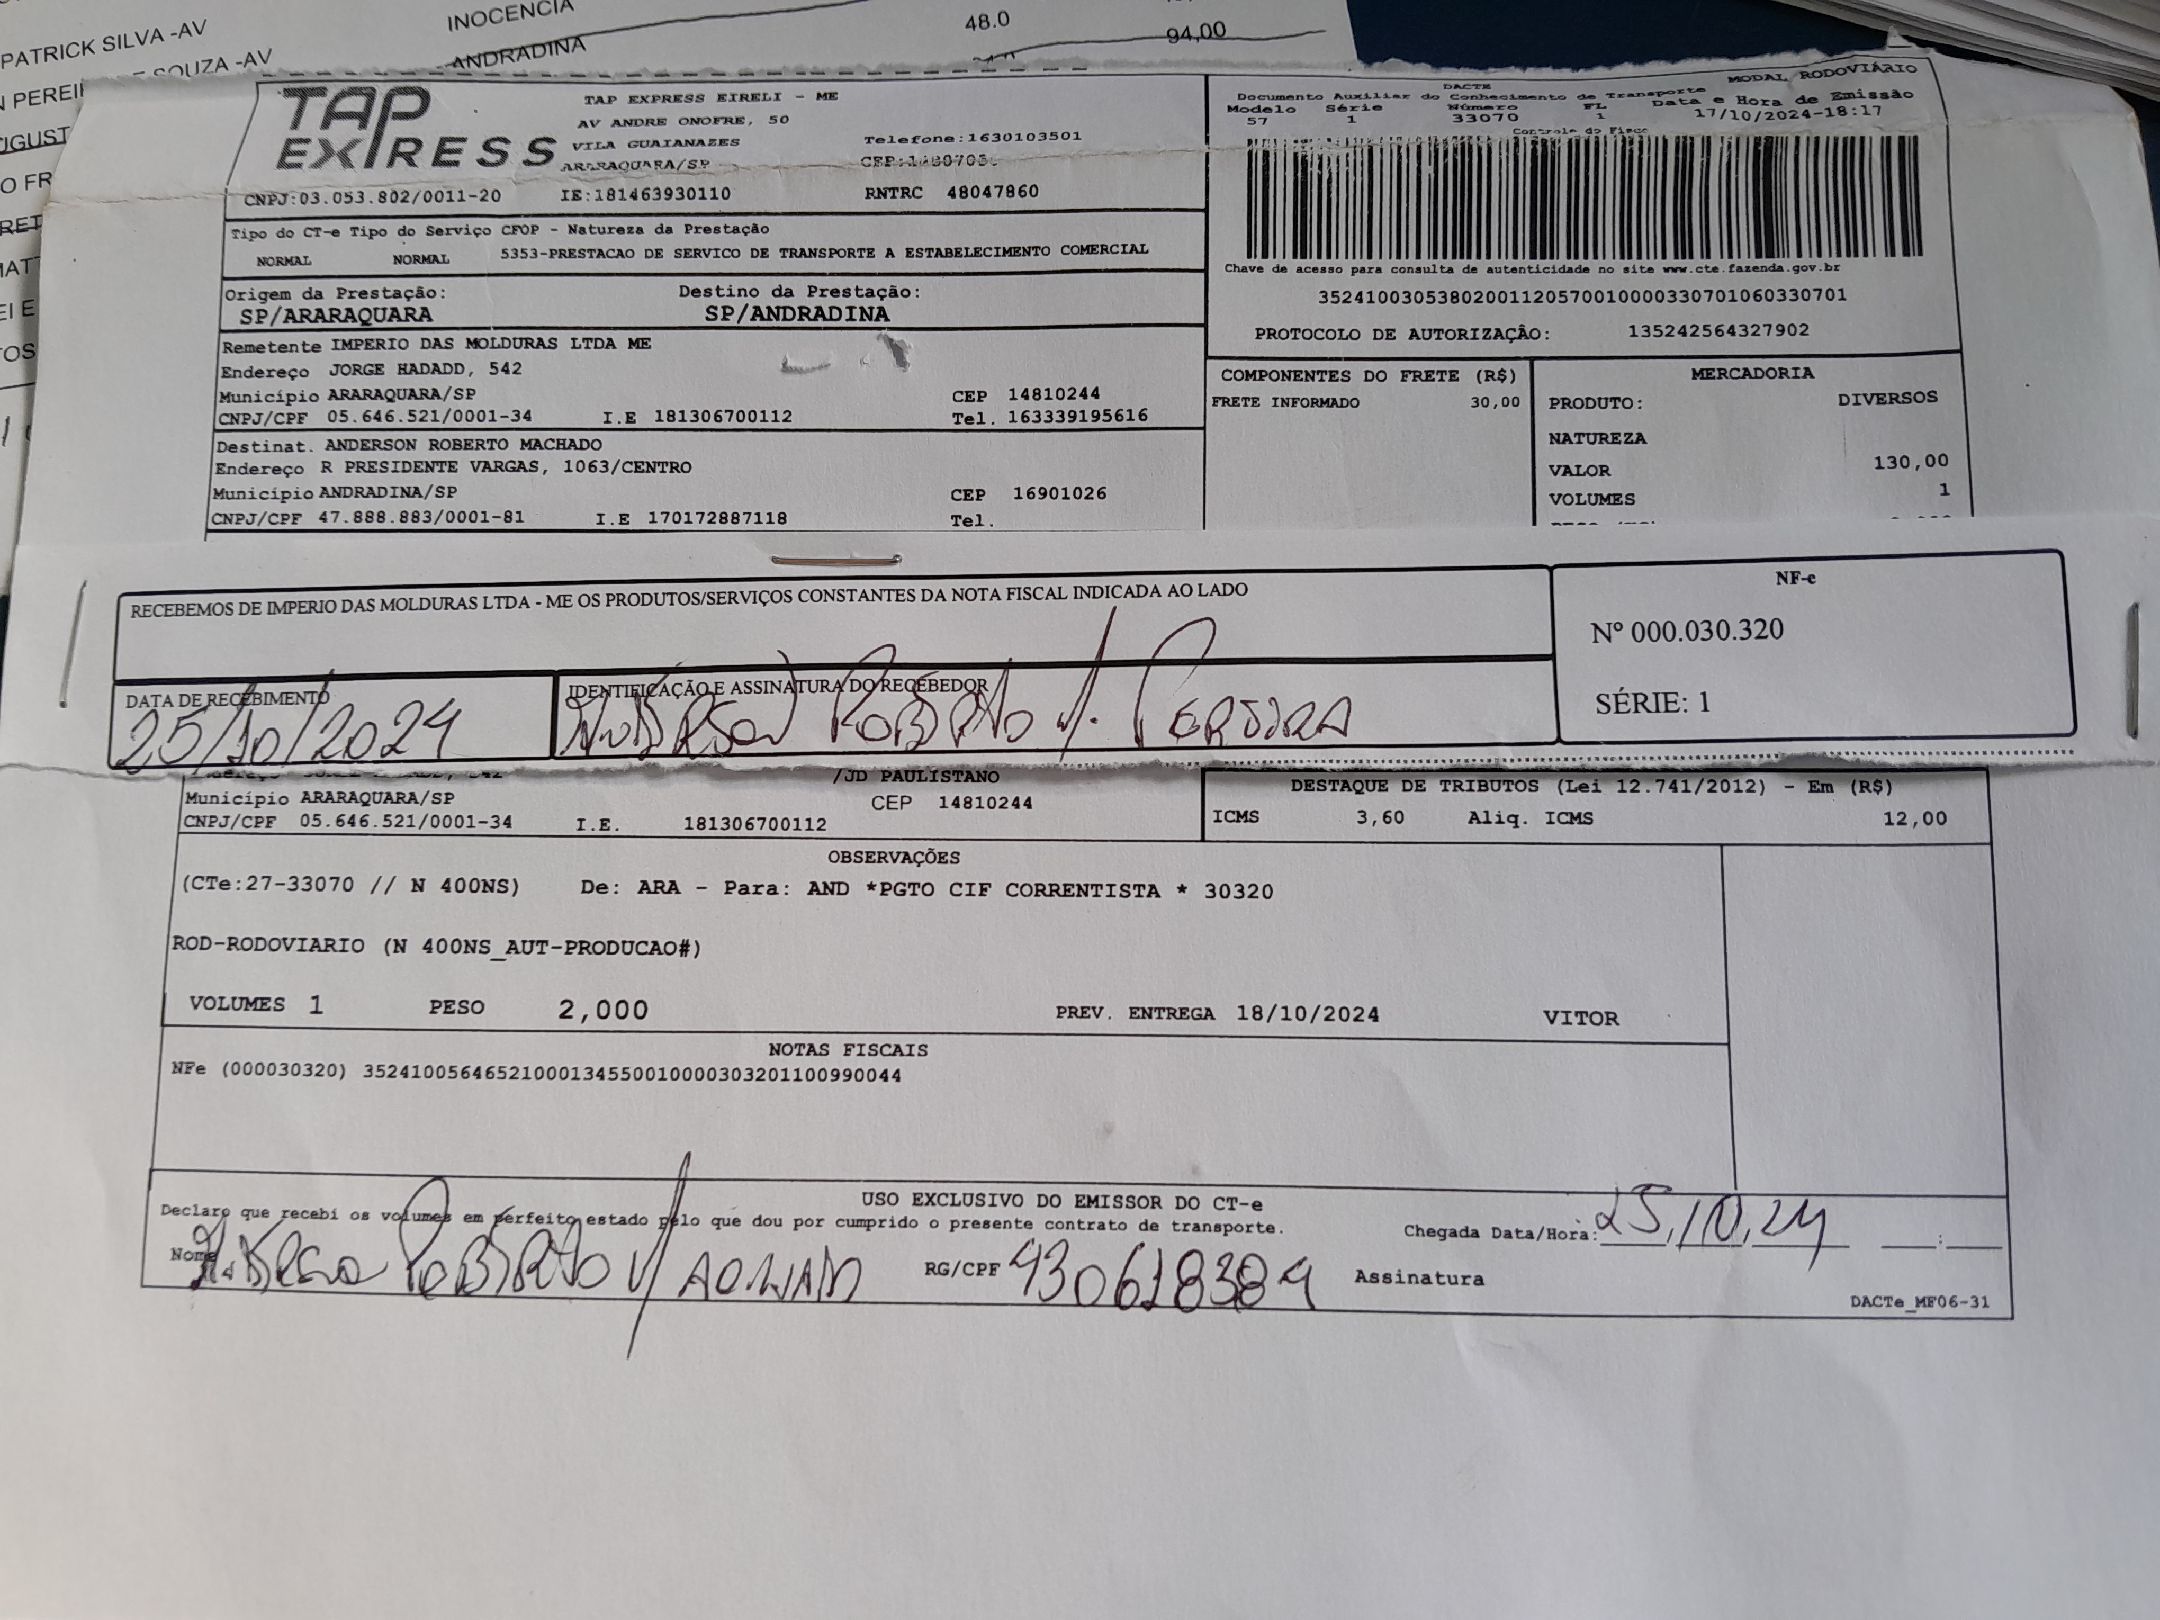 INOCENCIA
48.0
PATRICK SILVA -AV
ANDRADINA
94,00
SOUZA -AV
TAP EXPRESS
TAP EXPRESS EIRELI - ME
AV ANDRE ONOFRE, 50
VILA GUAIANAZES
Telefone:1630103501
ARARAQUARA/SP
CNPJ:03.053.802/0011-20 IE:181463930110 RNTRC 48047860
MODAL RODOVIÁRIO
DACTE
Documento Auxiliar do Conhecimento de Transporte
Modelo Série Número FL Data e Hora de Emissão
57 1 33070 1 17/10/2024-18:17
Controle do Fisco
Tipo do CT-e Tipo do Serviço CFOP - Natureza da Prestação
NORMAL NORMAL 5353-PRESTACAO DE SERVICO DE TRANSPORTE A ESTABELECIMENTO COMERCIAL
Chave de acesso para consulta de autenticidade no site www.cte.fazenda.gov.br
35241003053802001120570010000330701060330701
PROTOCOLO DE AUTORIZAÇÃO: 135242564327902
Origem da Prestação: Destino da Prestação:
SP/ARARAQUARA SP/ANDRADINA
Remetente IMPERIO DAS MOLDURAS LTDA ME
Endereço JORGE HADADD, 542
Município ARARAQUARA/SP CEP 14810244
CNPJ/CPF 05.646.521/0001-34 I.E 181306700112 Tel. 163339195616
Destinat. ANDERSON ROBERTO MACHADO
Endereço R PRESIDENTE VARGAS, 1063/CENTRO
Município ANDRADINA/SP CEP 16901026
CNPJ/CPF 47.888.883/0001-81 I.E 170172887118 Tel.
COMPONENTES DO FRETE (R$)
FRETE INFORMADO 30,00
MERCADORIA
PRODUTO: DIVERSOS
NATUREZA
VALOR 130,00
VOLUMES 1
RECEBEMOS DE IMPERIO DAS MOLDURAS LTDA - ME OS PRODUTOS/SERVIÇOS CONSTANTES DA NOTA FISCAL INDICADA AO LADO
NF-e
Nº 000.030.320
SÉRIE: 1
DATA DE RECEBIMENTO
25/10/2024
IDENTIFICAÇÃO E ASSINATURA DO RECEBEDOR
Anderson Roberto M. Pereira
/JD PAULISTANO
Município ARARAQUARA/SP CEP 14810244
CNPJ/CPF 05.646.521/0001-34 I.E. 181306700112
DESTAQUE DE TRIBUTOS (Lei 12.741/2012) - Em (R$)
ICMS 3,60 Aliq. ICMS 12,00
OBSERVAÇÕES
(CTe:27-33070 // N 400NS) De: ARA - Para: AND *PGTO CIF CORRENTISTA * 30320
ROD-RODOVIARIO (N 400NS_AUT-PRODUCAO#)
VOLUMES 1 PESO 2,000 PREV. ENTREGA 18/10/2024 VITOR
NOTAS FISCAIS
NFe (000030320) 35241005646521000134550010000303201100990044
USO EXCLUSIVO DO EMISSOR DO CT-e
Declaro que recebi os volumes em perfeito estado pelo que dou por cumprido o presente contrato de transporte.
Chegada Data/Hora: 25/10/24 :
Nome Anderson Roberto RG/CPF 430618384 Assinatura
DACTe_MF06-31